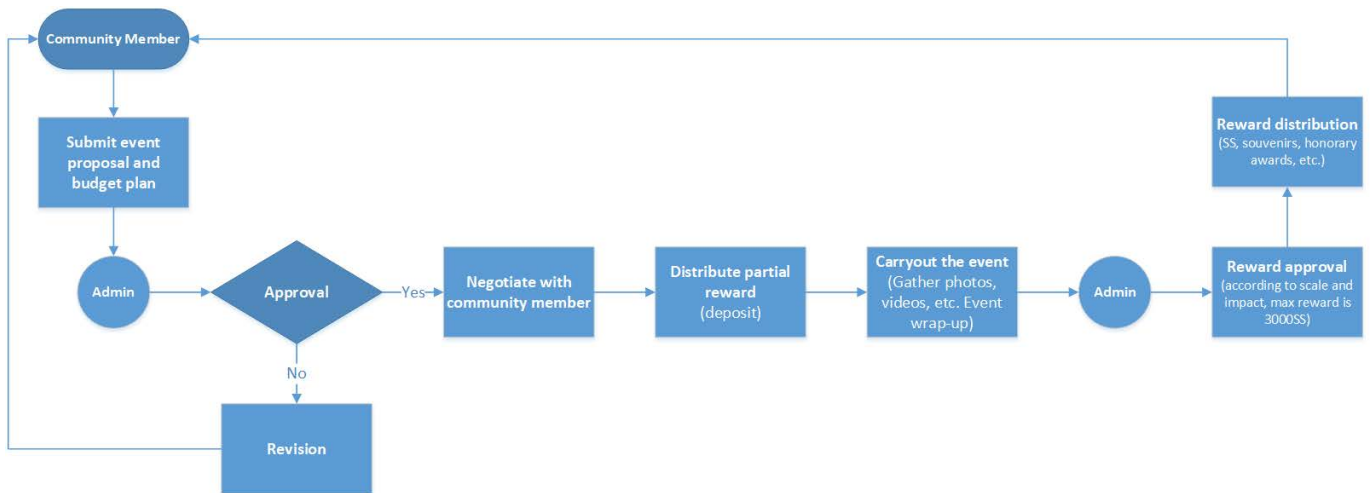 Community Member
Submit event
proposal and
budget plan
Admin
Approval
Yes
No
Revision
Negotiate with
community member
Distribute partial
reward
(deposit)
Carryout the event
(Gather photos,
videos, etc. Event
wrap-up)
Admin
Reward approval
(according to scale and
impact, max reward is
3000SS)
Reward distribution
(SS, souvenirs, honorary
awards, etc.)